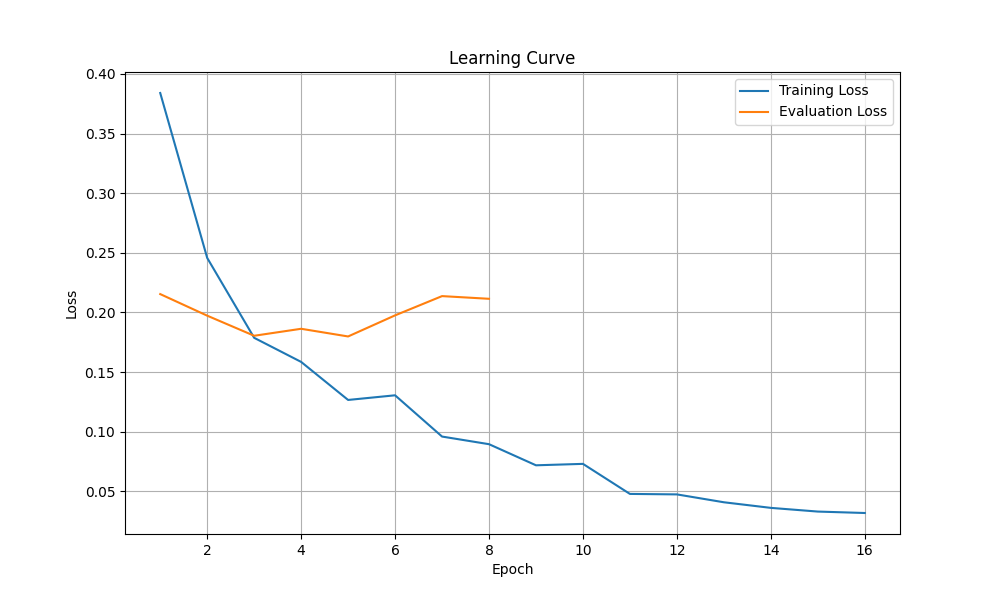 Learning Curve
Training Loss
Evaluation Loss
0.40
0.35
0.30
0.25
0.20
0.15
0.10
0.05
Loss
2 4 6 8 10 12 14 16
Epoch